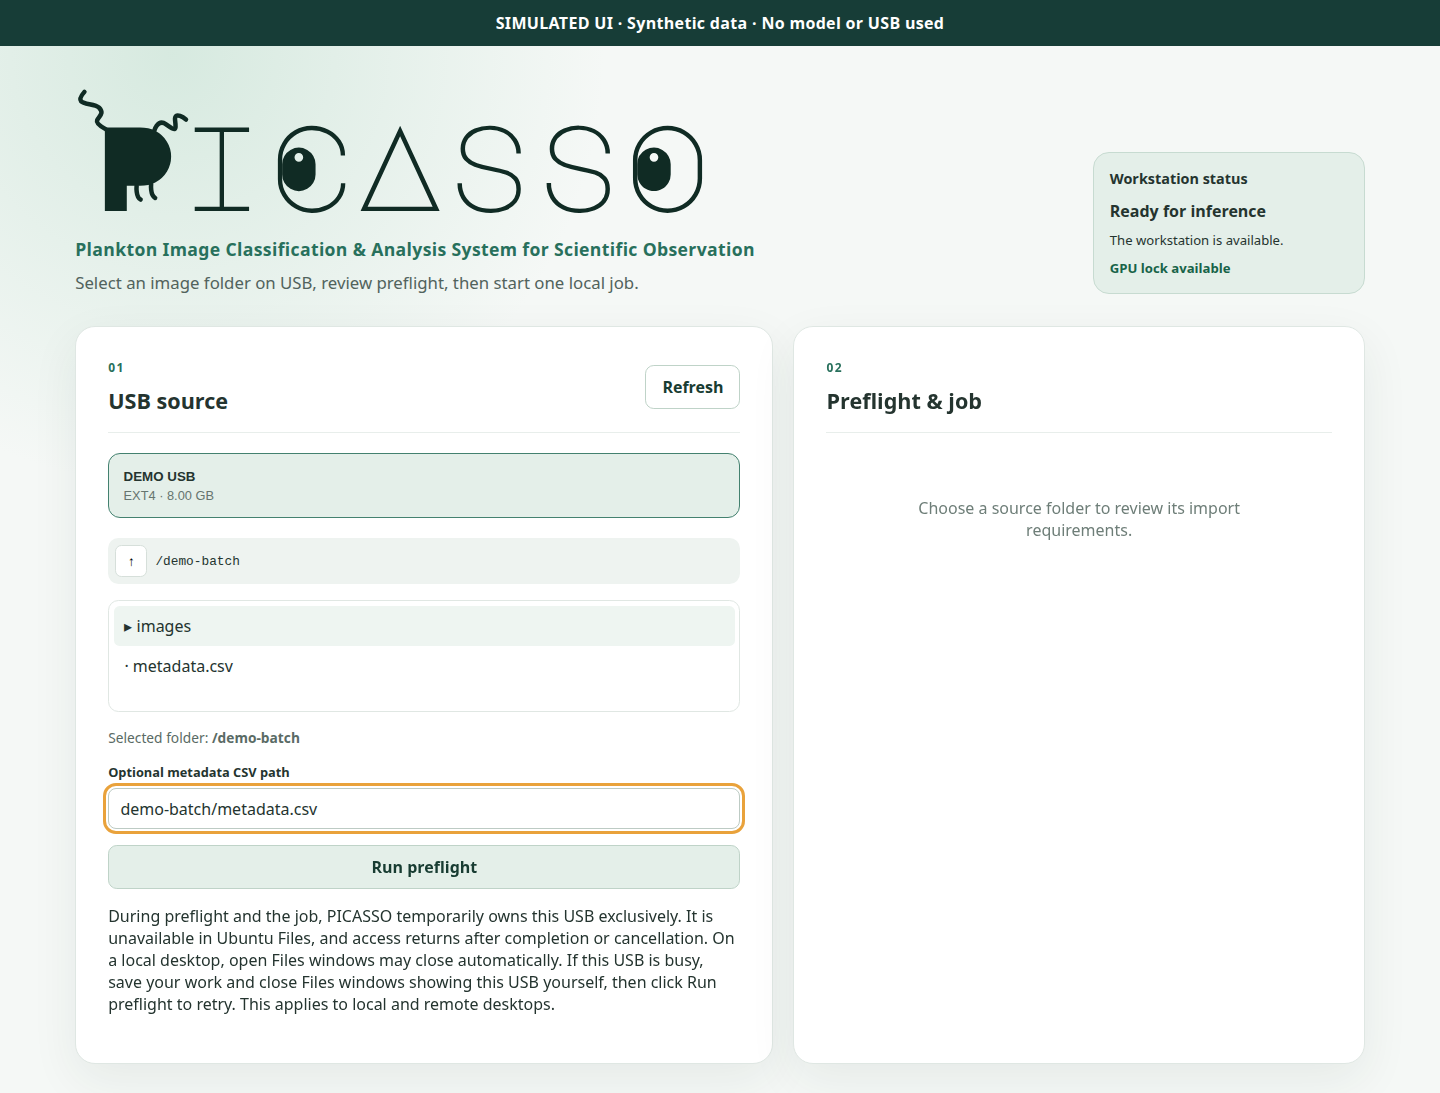 SIMULATED UI · Synthetic data · No model or USB used
PICASSO
Plankton Image Classification & Analysis System for Scientific Observation
Select an image folder on USB, review preflight, then start one local job.
Workstation status
Ready for inference
The workstation is available.
GPU lock available
01
USB source
Refresh
DEMO USB
EXT4 · 8.00 GB
↑ /demo-batch
▸ images
· metadata.csv
Selected folder: /demo-batch
Optional metadata CSV path
demo-batch/metadata.csv
Run preflight
During preflight and the job, PICASSO temporarily owns this USB exclusively. It is
unavailable in Ubuntu Files, and access returns after completion or cancellation. On
a local desktop, open Files windows may close automatically. If this USB is busy,
save your work and close Files windows showing this USB yourself, then click Run
preflight to retry. This applies to local and remote desktops.
02
Preflight & job
Choose a source folder to review its import
requirements.